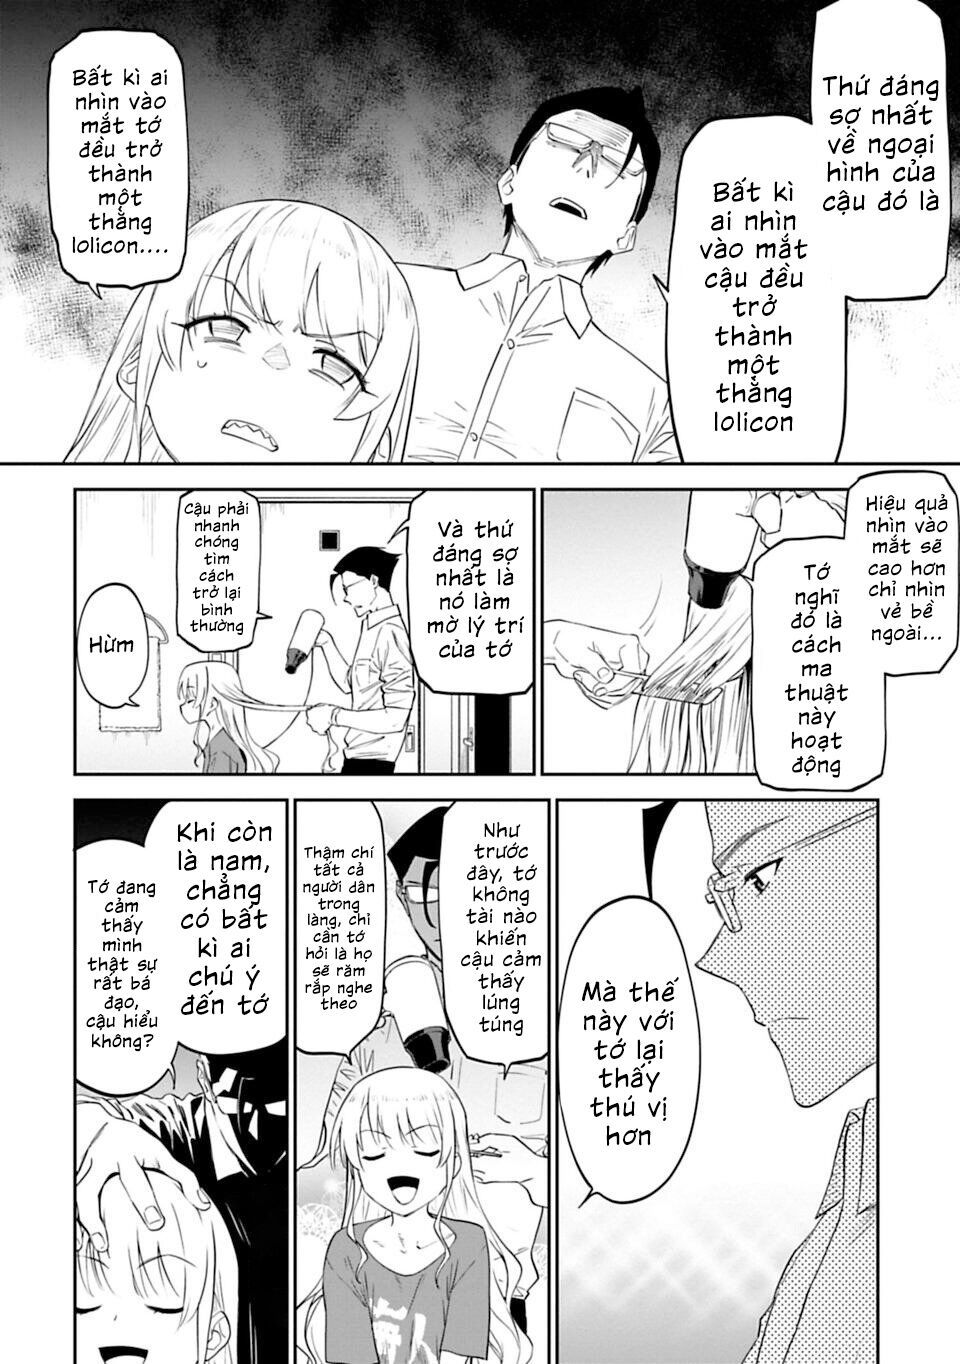 Thứ đáng
sợ nhất
về ngoại
hình của
cậu đó là
Bất kì
ai nhìn
vào mắt
cậu đều
trở
thành
một
thằng
lolicon
Bất kì ai
nhìn vào
mắt tớ
đều trở
thành
một
thằng
lolicon....
Hiệu quả
nhìn vào
mắt sẽ
cao hơn
chỉ nhìn
vẻ bề
ngoài...
Tớ
nghĩ
đó là
cách
ma
thuật
này
hoạt
động
Và thứ
đáng sợ
nhất là
nó làm
mờ lý trí
của tớ
Cậu phải
nhanh
chóng
tìm
cách
trở lại
bình
thường
Hừm
Mà thế
này với
tớ lại
thấy
thú vị
hơn
Như
trước
đây, tớ
không
tài nào
khiến
cậu cảm
thấy
lúng
túng
Thậm chí
tất cả
người dân
trong
làng, chỉ
cần tớ
hỏi là họ
sẽ răm
rắp nghe
theo
Khi còn
là nam,
chẳng
có bất
kì ai
chú ý
đến tớ
Tớ đang
cảm
thấy
mình
thật sự
rất bá
đạo,
cậu hiểu
không?